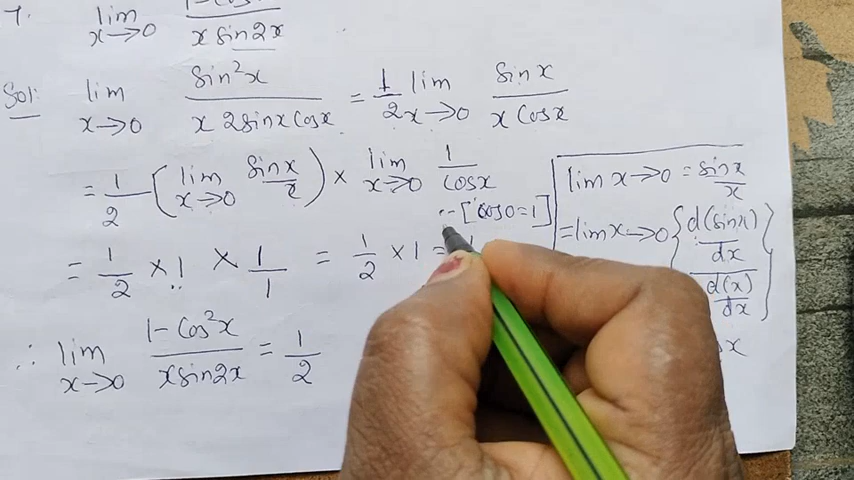 7. lim x→0 1-cos x / x sin2x
Sol: lim x→0 sin²x / x 2sinx cosx = 1/2 lim x→0 sinx / x cosx
= 1/2 (lim x→0 sinx / x) × lim x→0 1 / cosx
∵ [cos0=1]
= 1/2 × 1 × 1/1 = 1/2 × 1 =
∴ lim x→0 1-cos²x / x sin2x = 1/2
lim x→0 = sinx / x
= lim x→0 { d(sinx)/dx / d(x)/dx }